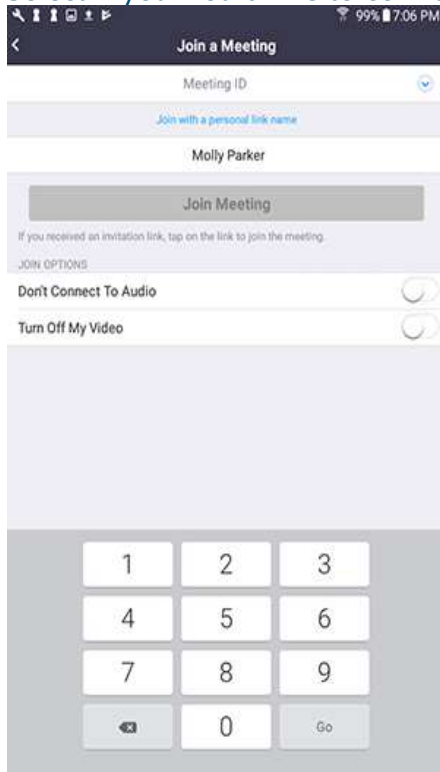 99% 7:06 PM
Join a Meeting
Meeting ID
Join with a personal link name
Molly Parker
Join Meeting
If you received an invitation link, tap on the link to join the meeting.
JOIN OPTIONS
Don't Connect To Audio
Turn Off My Video
1 2 3
4 5 6
7 8 9
0 Go